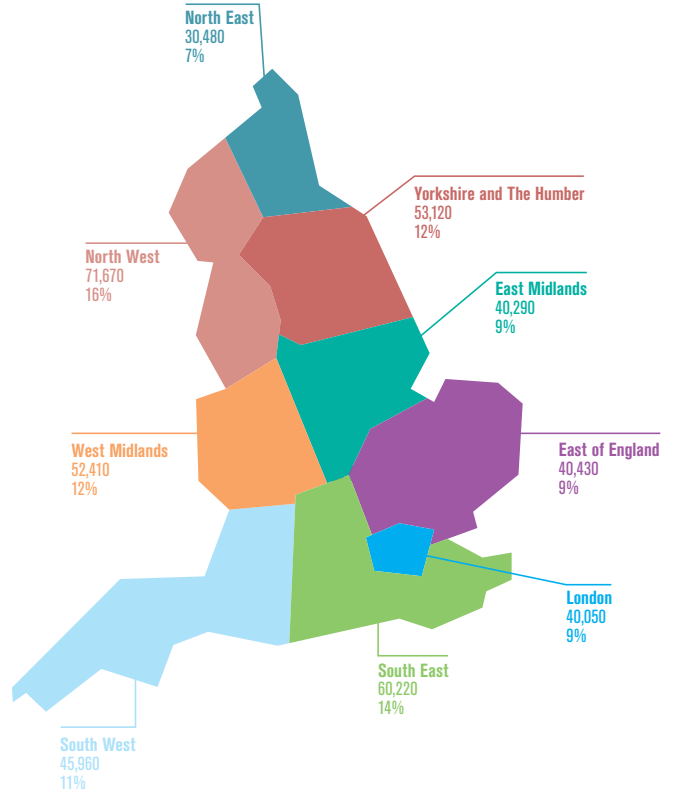 North East
30,480
7%
Yorkshire and The Humber
53,120
12%
North West
71,670
16%
East Midlands
40,290
9%
West Midlands
52,410
12%
East of England
40,430
9%
London
40,050
9%
South East
60,220
14%
South West
45,960
11%